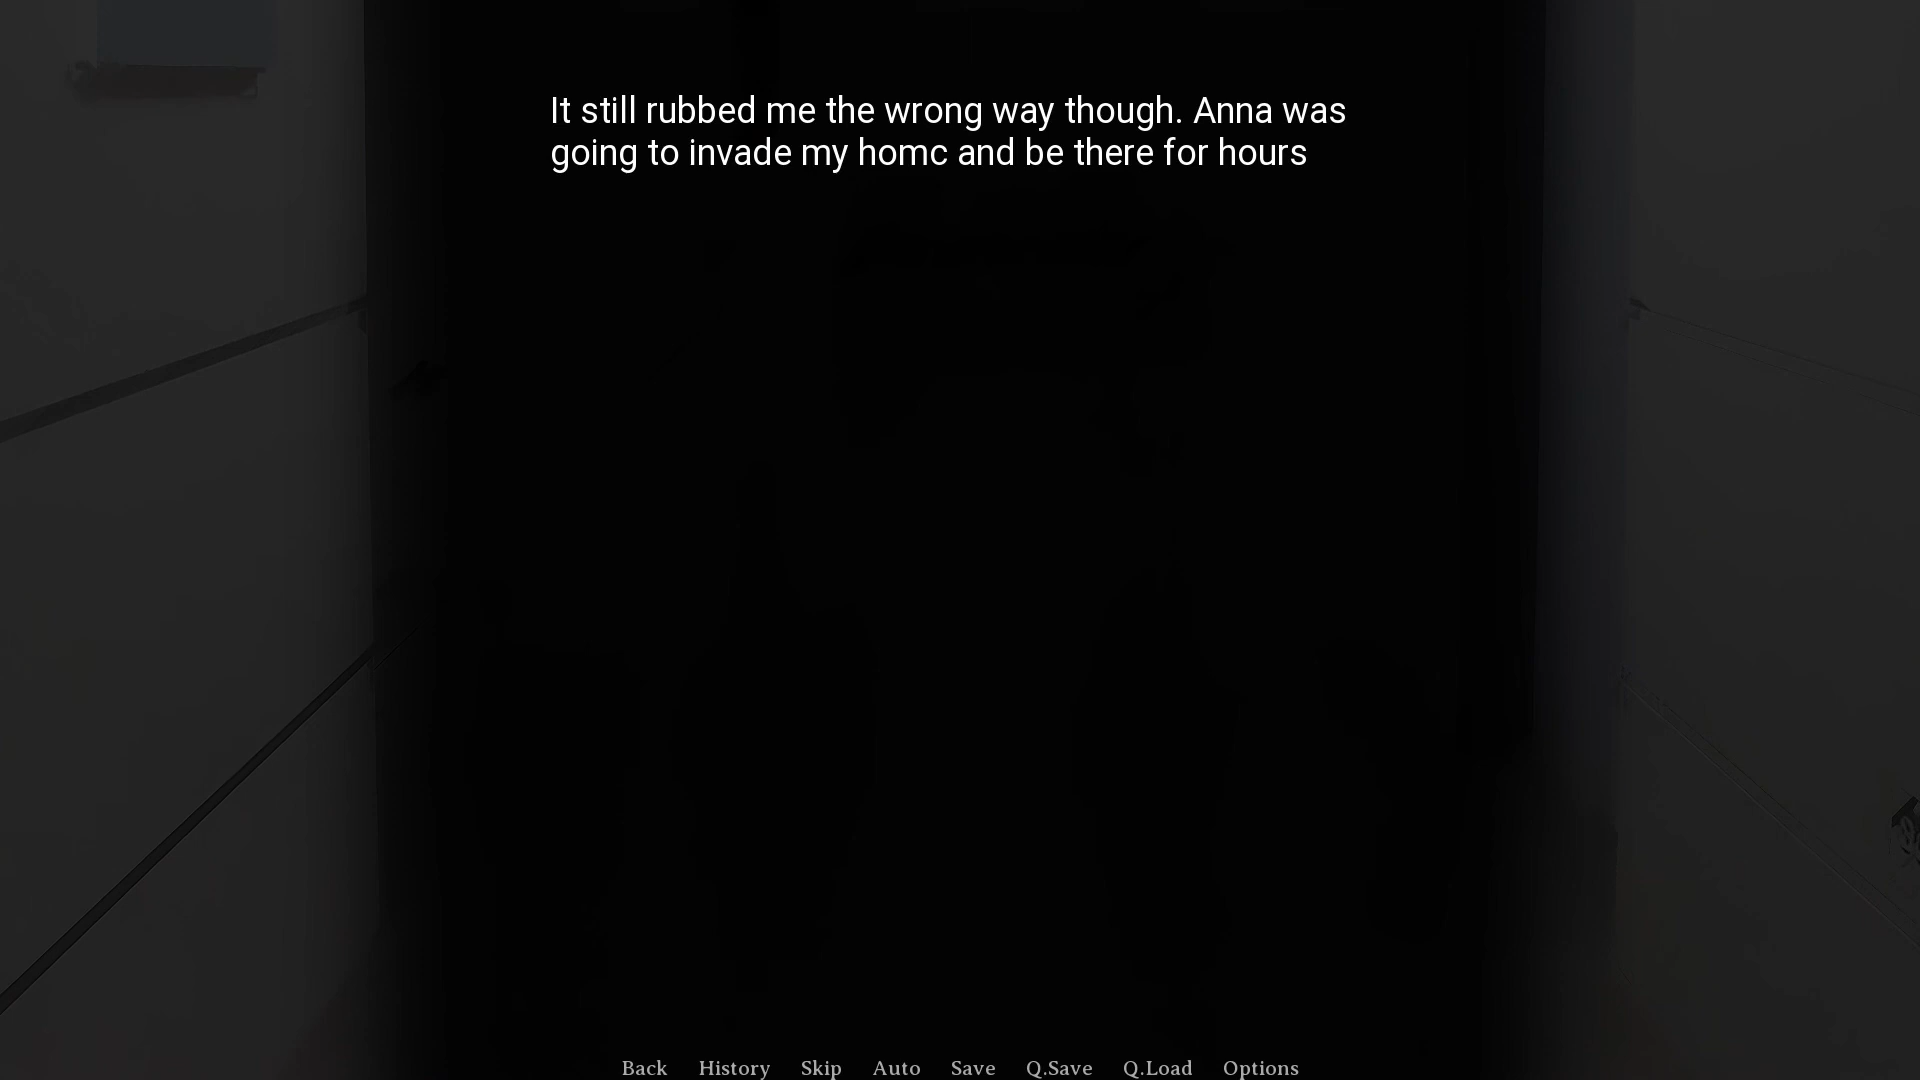 It still rubbed me the wrong way though. Anna was
going to invade my homc and be there for hours
Back History Skip Auto Save Q.Save Q.Load Options